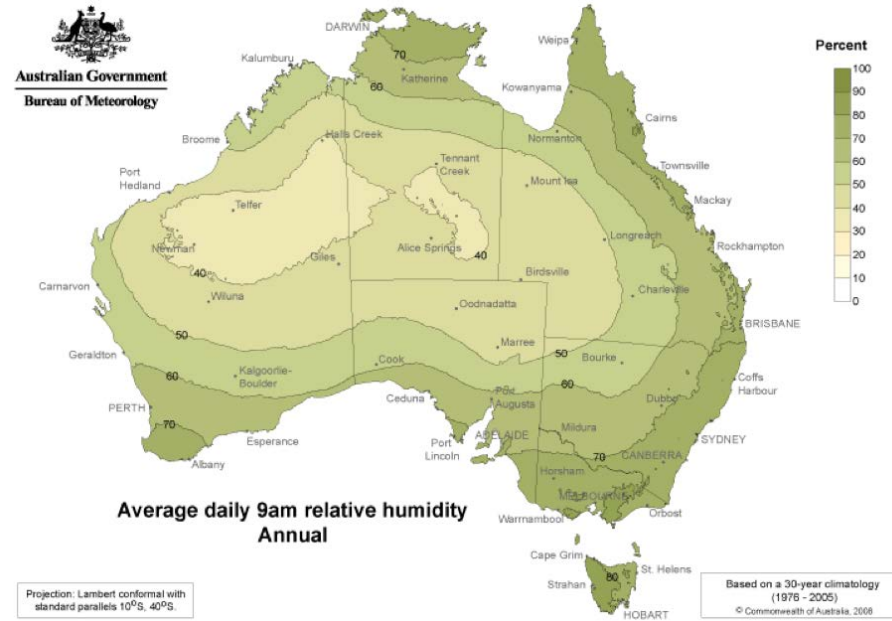 Australian Government
Bureau of Meteorology
DARWIN
70
Katherine
Kalumburu
60
Weipa
Kowanyama
Percent
100
90
80
70
60
50
40
30
20
10
0
Cairns
Normanton
Broome
Halls Creek
Tennant
Creek
Townsville
Port
Hedland
Mount Isa
Mackay
Telfer
Rockhampton
Newman
Longreach
Alice Springs
Giles
40
40
Birdsville
Carnarvon
Wiluna
Charleville
Oodnadatta
BRISBANE
50
Marree
50
Geraldton
Cook
Bourke
60
Kalgoorlie-
Boulder
60
Coffs
Harbour
PERTH
Ceduna
Port
Augusta
Dubbo
70
Esperance
Port
Lincoln
ADELAIDE
Mildura
SYDNEY
Albany
70
CANBERRA
Horsham
MELBOURNE
Average daily 9am relative humidity
Annual
Warrnambool
Orbost
Cape Grim
St. Helens
80
Strahan
HOBART
Projection: Lambert conformal with
standard parallels 10°S, 40°S.
Based on a 30-year climatology
(1976 - 2005)
© Commonwealth of Australia, 2008